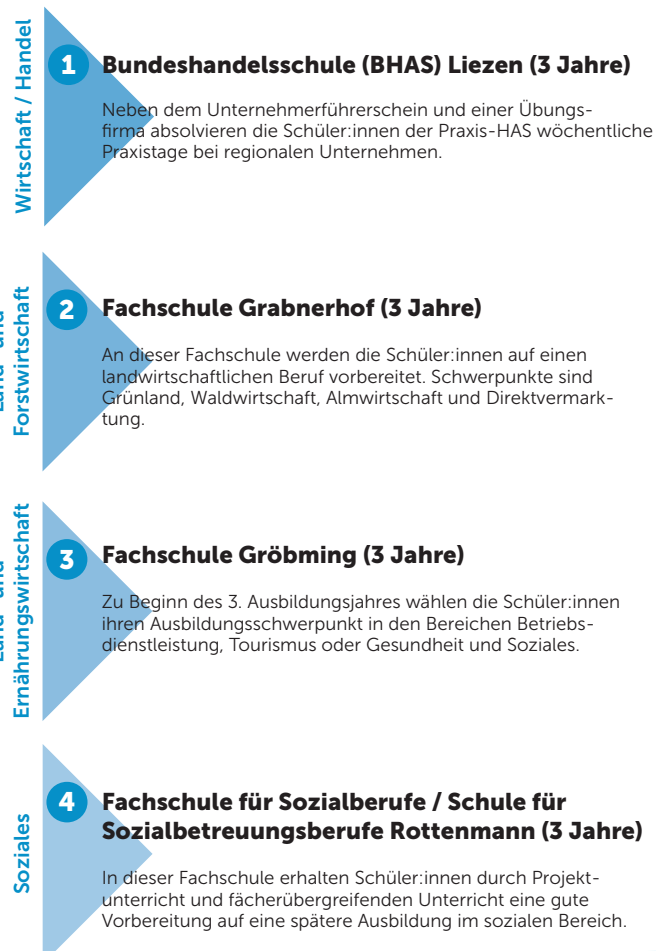 Wirtschaft / Handel
1
Bundeshandelsschule (BHAS) Liezen (3 Jahre)
Neben dem Unternehmerführerschein und einer Übungs-
firma absolvieren die Schüler:innen der Praxis-HAS wöchentliche
Praxistage bei regionalen Unternehmen.
Land- und
Forstwirtschaft
2
Fachschule Grabnerhof (3 Jahre)
An dieser Fachschule werden die Schüler:innen auf einen
landwirtschaftlichen Beruf vorbereitet. Schwerpunkte sind
Grünland, Waldwirtschaft, Almwirtschaft und Direktvermark-
tung.
Land- und
Ernährungswirtschaft
3
Fachschule Gröbming (3 Jahre)
Zu Beginn des 3. Ausbildungsjahres wählen die Schüler:innen
ihren Ausbildungsschwerpunkt in den Bereichen Betriebs-
dienstleistung, Tourismus oder Gesundheit und Soziales.
Soziales
4
Fachschule für Sozialberufe / Schule für
Sozialbetreuungsberufe Rottenmann (3 Jahre)
In dieser Fachschule erhalten Schüler:innen durch Projekt-
unterricht und fächerübergreifenden Unterricht eine gute
Vorbereitung auf eine spätere Ausbildung im sozialen Bereich.